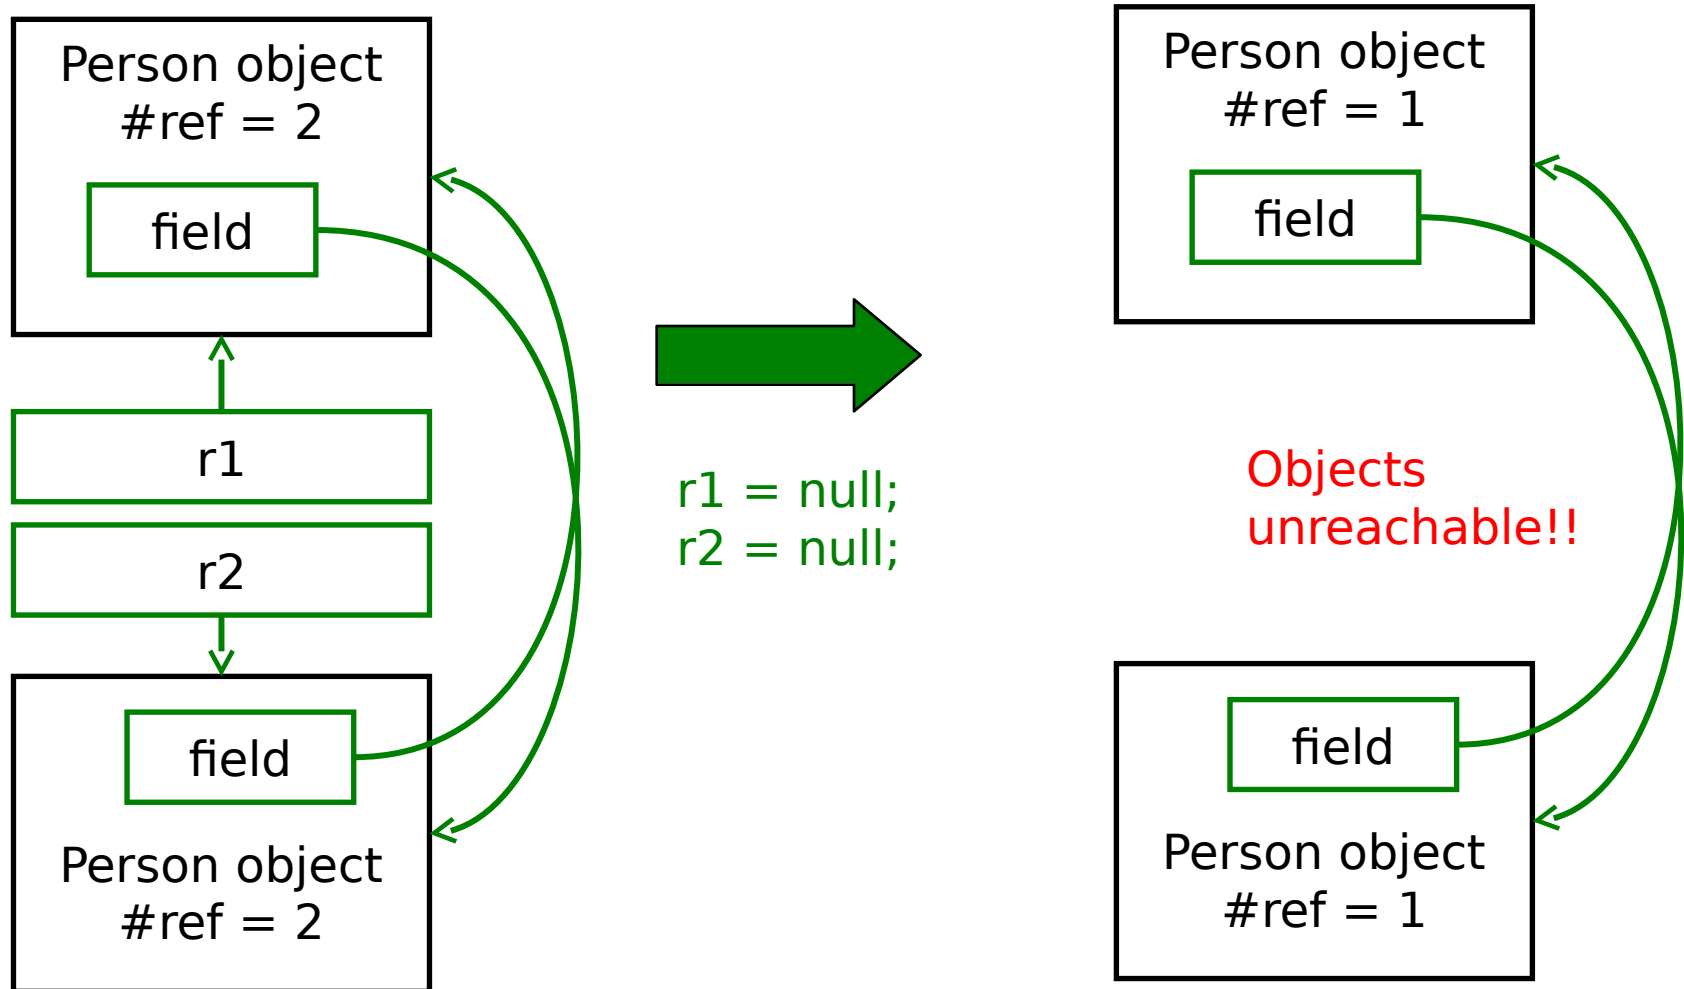 Person object
#ref = 2
field
r1
r2
field
Person object
#ref = 2
r1 = null;
r2 = null;
Person object
#ref = 1
field
Objects
unreachable!!
field
Person object
#ref = 1